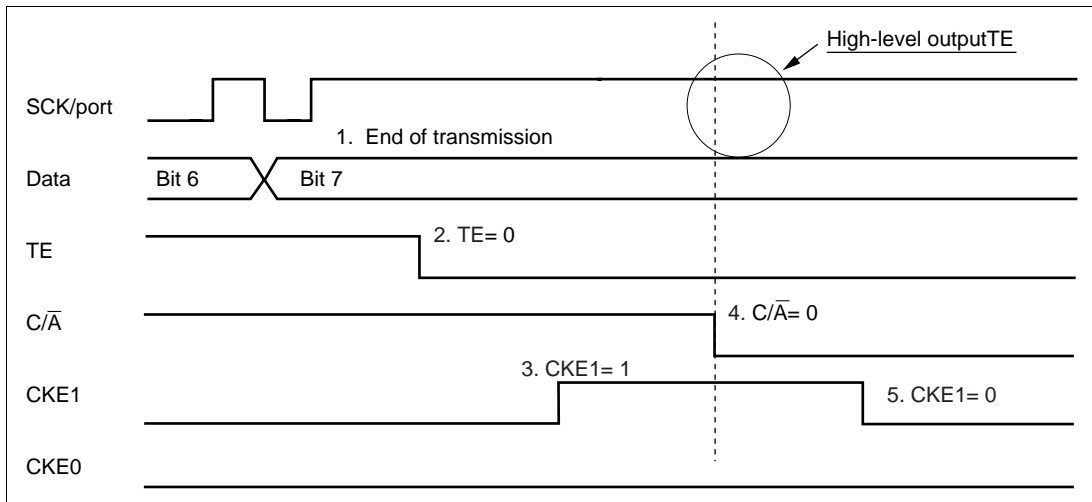 High-level outputTE
SCK/port
1. End of transmission
Data
Bit 6
Bit 7
TE
2. TE= 0
C/A̅
4. C/A̅= 0
3. CKE1= 1
CKE1
5. CKE1= 0
CKE0